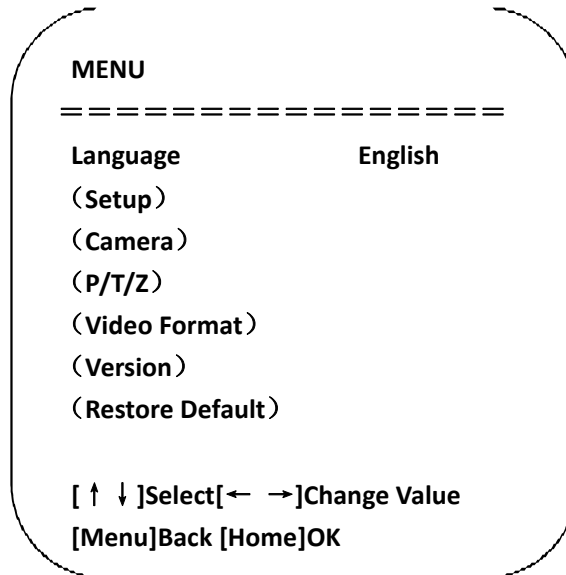 MENU
================
Language English
（Setup）
（Camera）
（P/T/Z）
（Video Format）
（Version）
（Restore Default）
[ ↑ ↓ ]Select[← →]Change Value
[Menu]Back [Home]OK